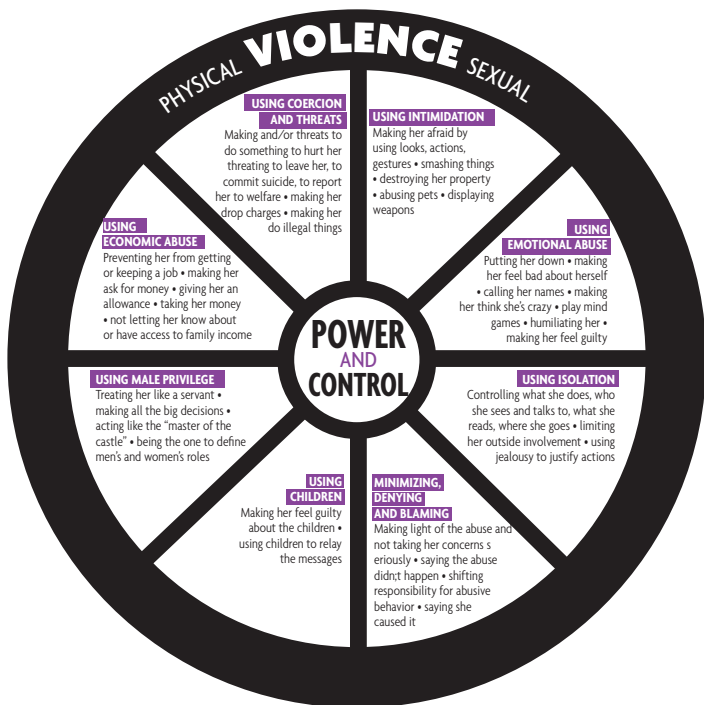 PHYSICAL VIOLENCE SEXUAL
USING COERCION
AND THREATS
Making and/or threats to
do something to hurt her
threating to leave her, to
commit suicide, to report
her to welfare • making her
drop charges • making her
do illegal things
USING INTIMIDATION
Making her afraid by
using looks, actions,
gestures • smashing things
• destroying her property
• abusing pets • displaying
weapons
USING
EMOTIONAL ABUSE
Putting her down • making
her feel bad about herself
• calling her names • making
her think she's crazy • play mind
games • humiliating her •
making her feel guilty
USING ISOLATION
Controlling what she does, who
she sees and talks to, what she
reads, where she goes • limiting
her outside involvement • using
jealousy to justify actions
MINIMIZING,
DENYING
AND BLAMING
Making light of the abuse and
not taking her concerns s
eriously • saying the abuse
didn;t happen • shifting
responsibility for abusive
behavior • saying she
caused it
USING
CHILDREN
Making her feel guilty
about the children •
using children to relay
the messages
USING MALE PRIVILEGE
Treating her like a servant •
making all the big decisions •
acting like the "master of the
castle" • being the one to define
men's and women's roles
USING
ECONOMIC ABUSE
Preventing her from getting
or keeping a job • making her
ask for money • giving her an
allowance • taking her money
• not letting her know about
or have access to family income
POWER
AND
CONTROL